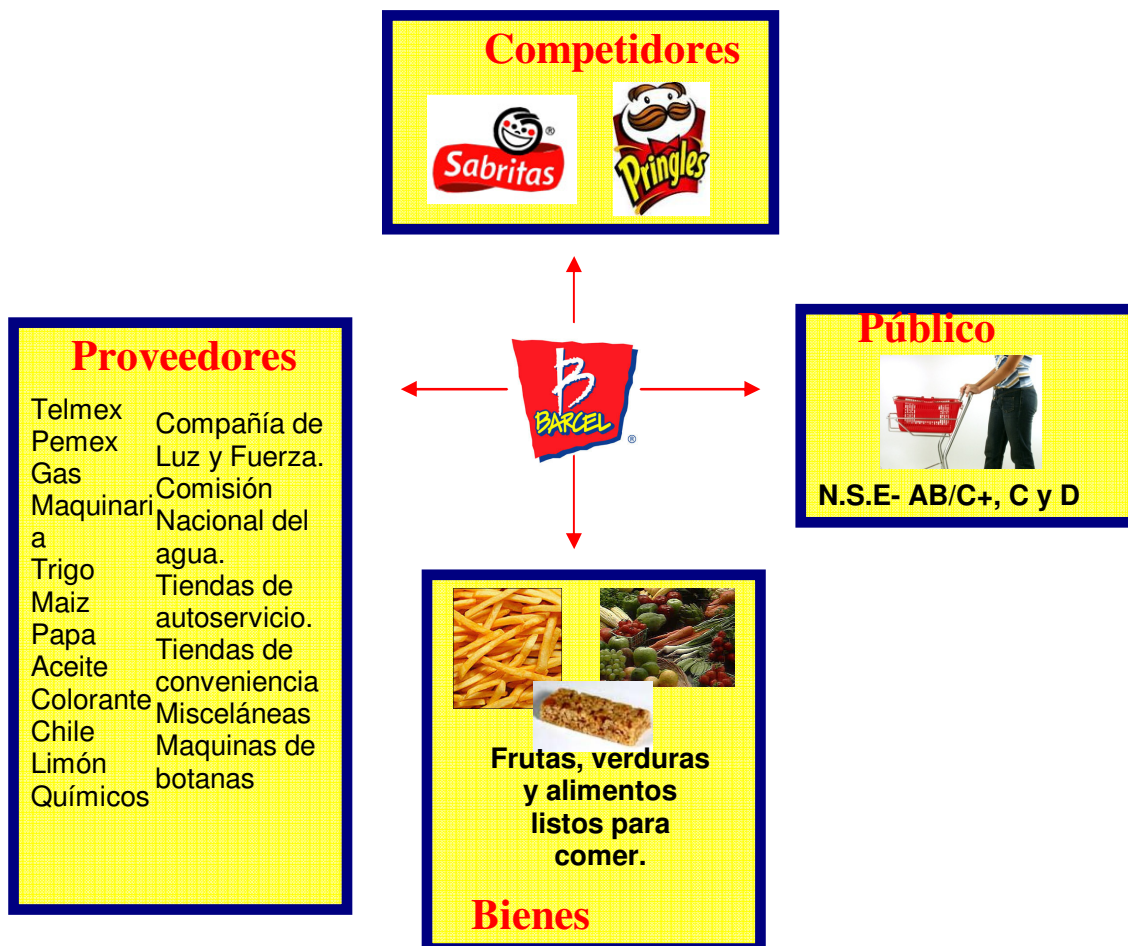 Competidores
Sabritas
®
Pringles
®
Proveedores
Telmex
Pemex
Gas
Maquinari
a
Trigo
Maiz
Papa
Aceite
Colorante
Chile
Limón
Químicos
Compañía de
Luz y Fuerza.
Comisión
Nacional del
agua.
Tiendas de
autoservicio.
Tiendas de
conveniencia
Misceláneas
Maquinas de
botanas
B
BARCEL
®
Público
N.S.E- AB/C+, C y D
Frutas, verduras
y alimentos
listos para
comer.
Bienes